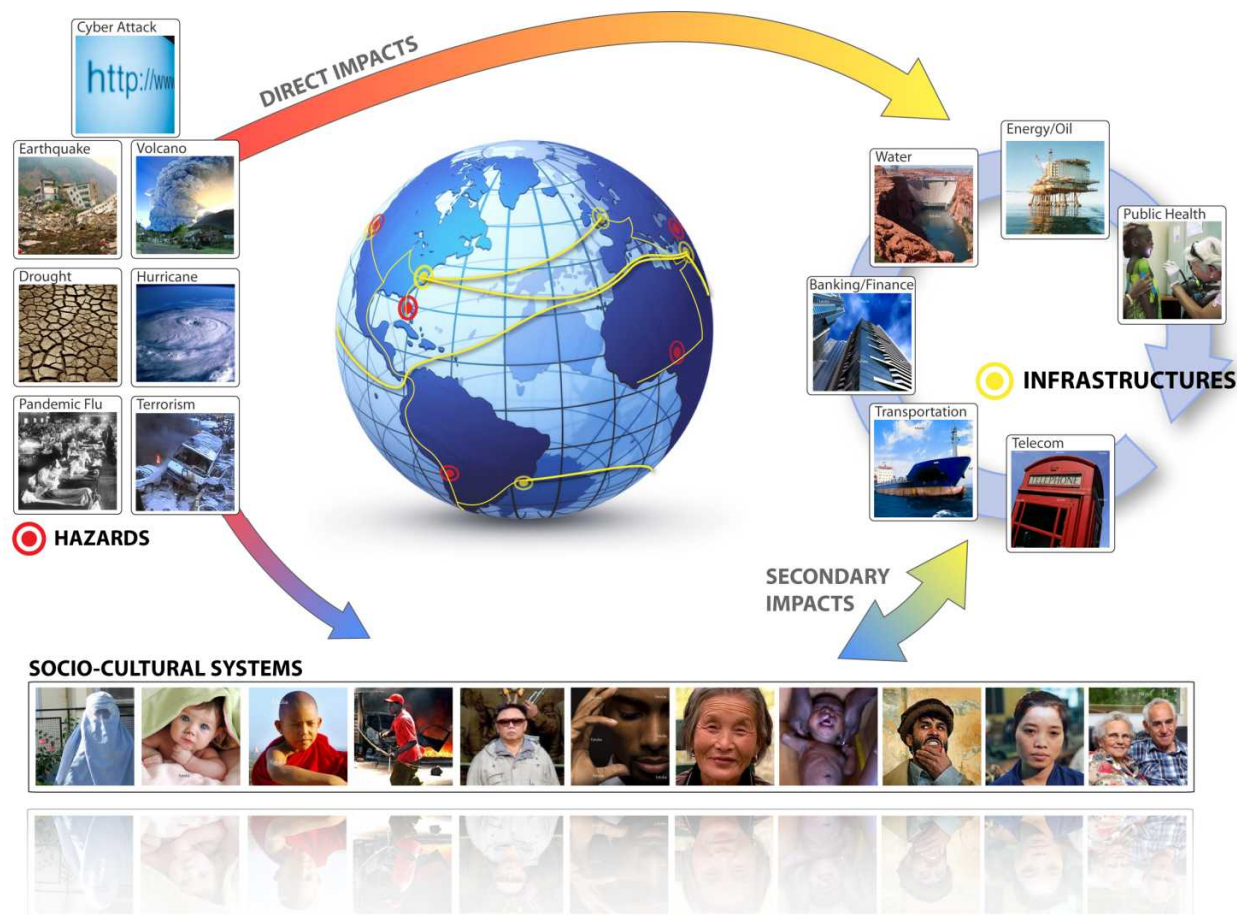 Cyber Attack
http://www
DIRECT IMPACTS
Earthquake
Volcano
Drought
Hurricane
Pandemic Flu
Terrorism
HAZARDS
Energy/Oil
Water
Public Health
Banking/Finance
INFRASTRUCTURES
Transportation
Telecom
TELEPHONE
SECONDARY
IMPACTS
SOCIO-CULTURAL SYSTEMS